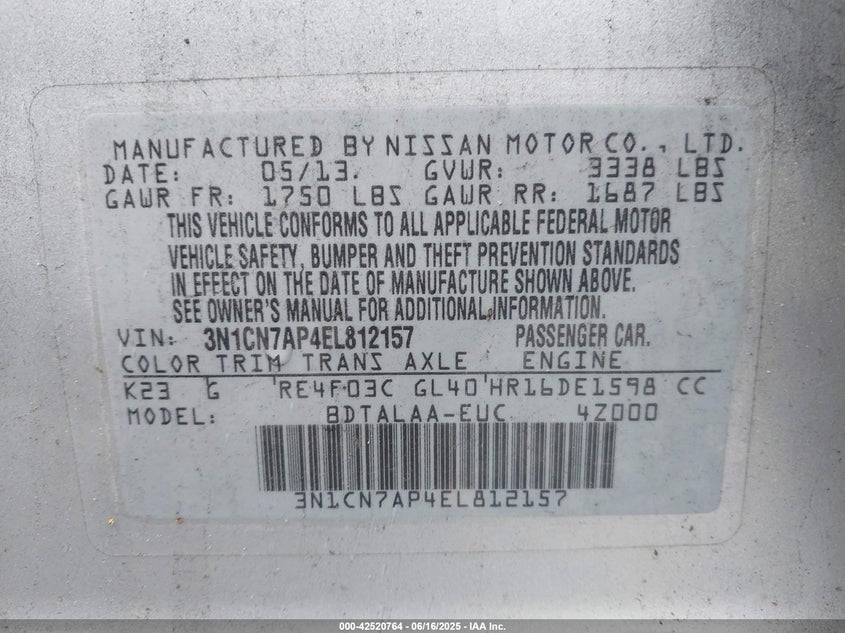 MANUFACTURED BY NISSAN MOTOR CO., LTD.
DATE: 05/13. GVWR: 3338 LBS
GAWR FR: 1750 LBS GAWR RR: 1687 LBS
THIS VEHICLE CONFORMS TO ALL APPLICABLE FEDERAL MOTOR
VEHICLE SAFETY, BUMPER AND THEFT PREVENTION STANDARDS
IN EFFECT ON THE DATE OF MANUFACTURE SHOWN ABOVE.
SEE OWNER'S MANUAL FOR ADDITIONAL INFORMATION.
VIN: 3N1CN7AP4EL812157 PASSENGER CAR.
COLOR TRIM TRANS AXLE ENGINE
K23 G RE4F03C GL40 HR16DE1598 CC
MODEL: BDTALAA-EUC 4Z000
3N1CN7AP4EL812157
000-42520764 - 06/16/2025 - IAA Inc.